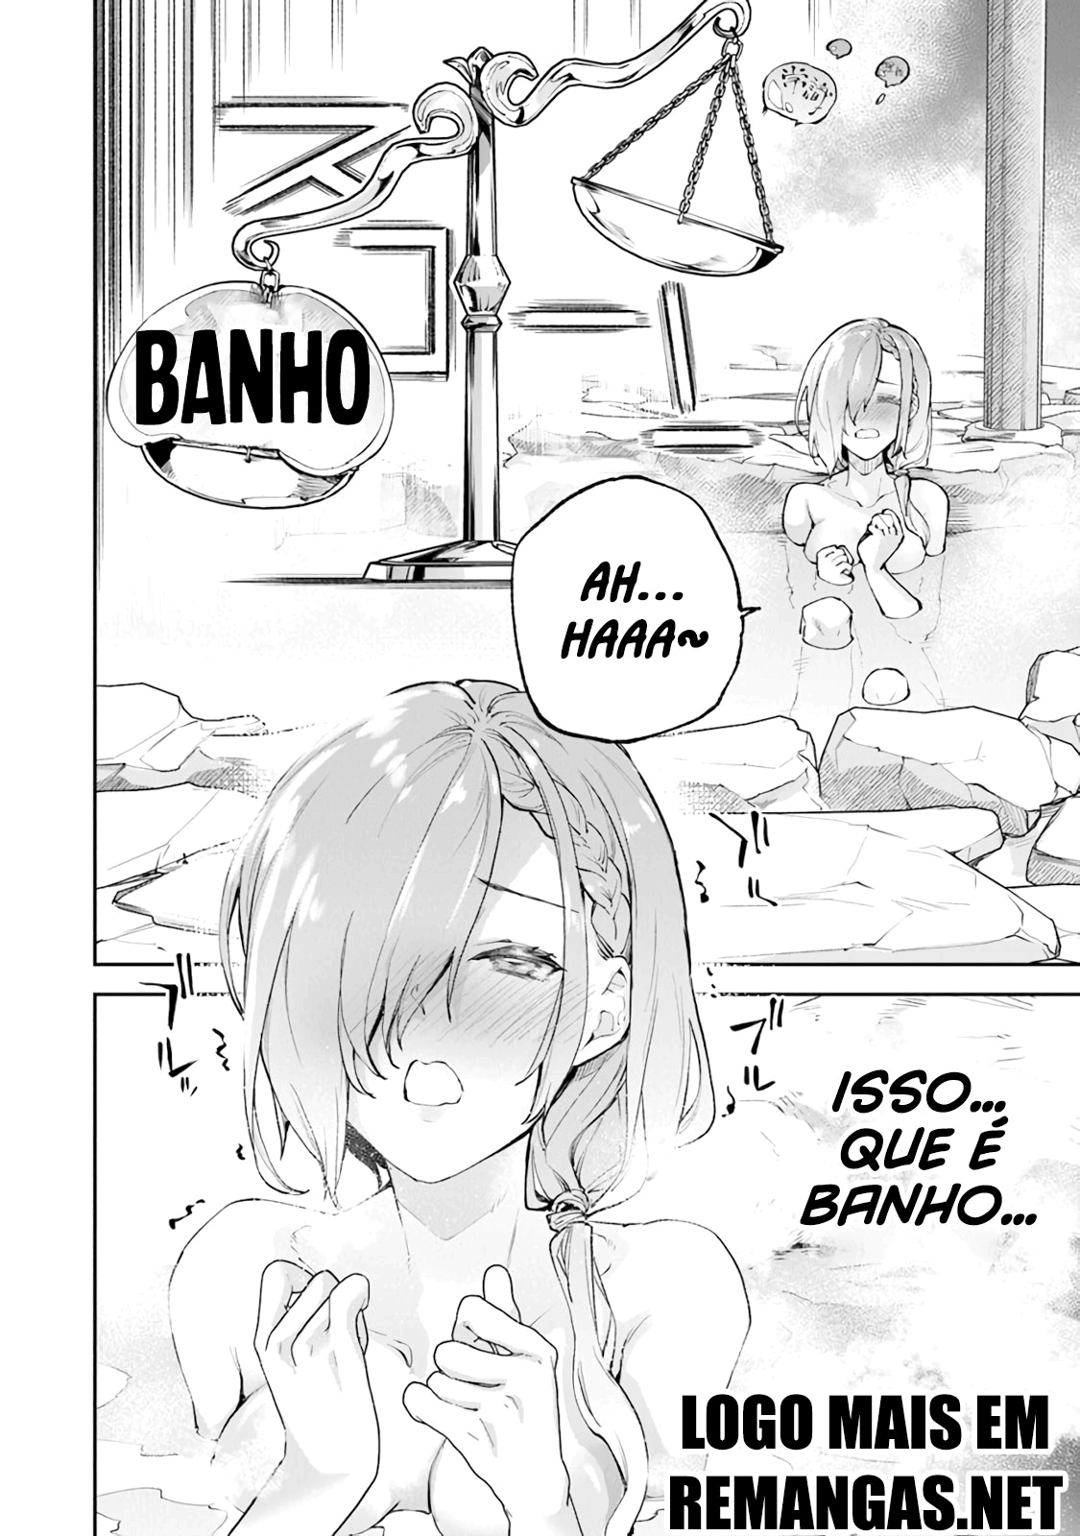 BANHO
AH...
HAAA~
ISSO...
QUE É
BANHO...
LOGO MAIS EM
REMANGAS.NET